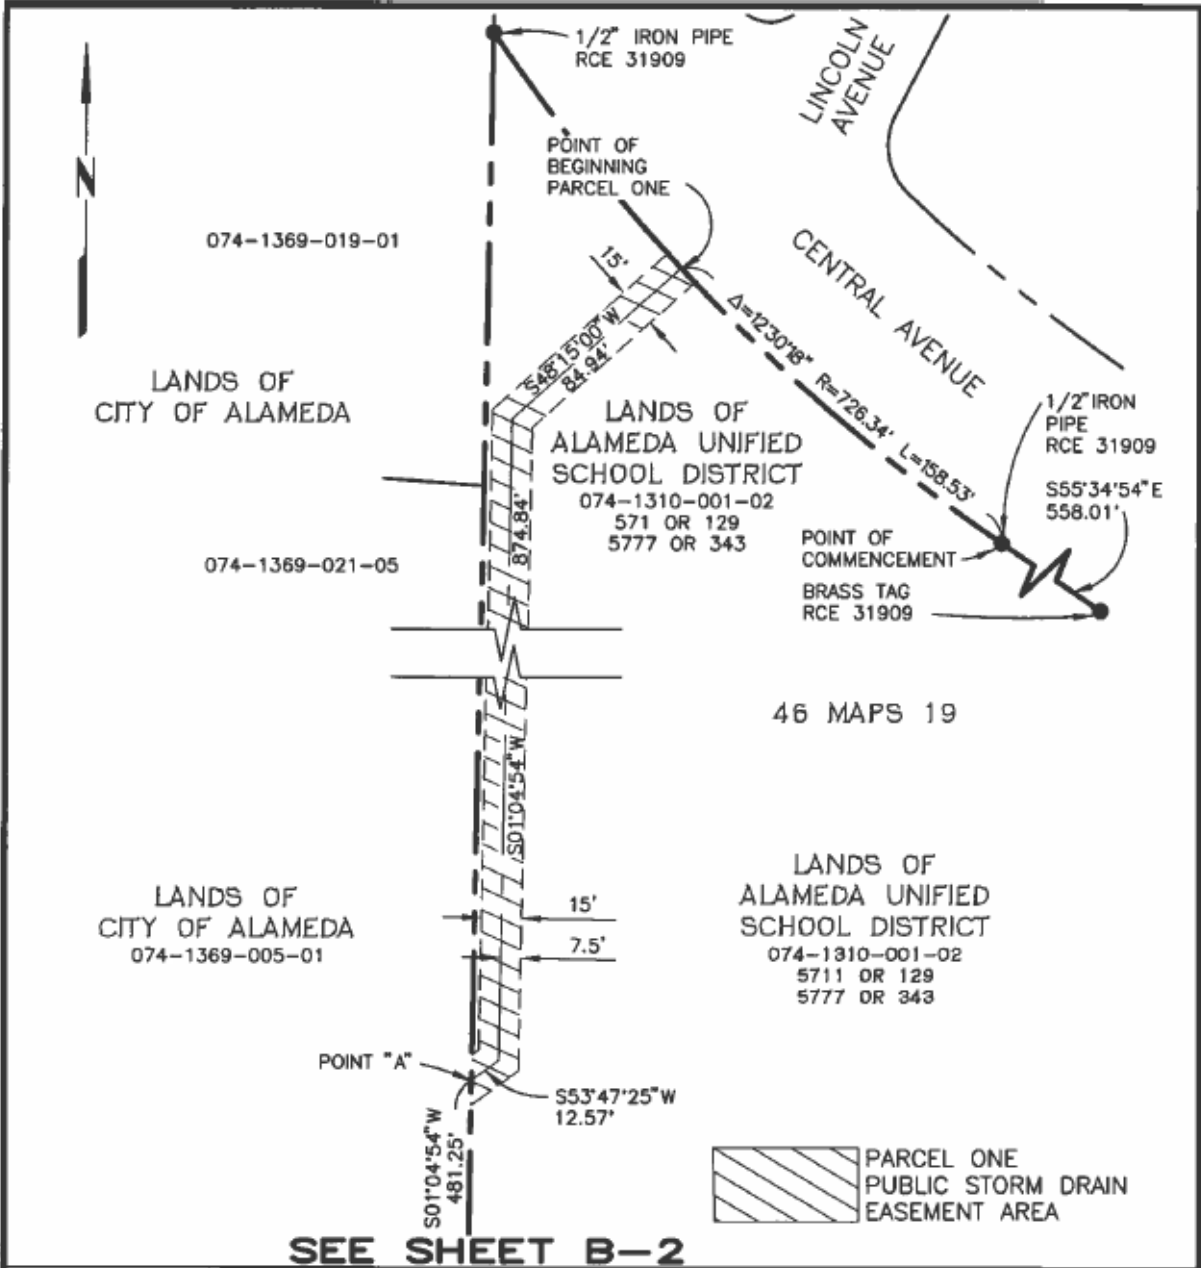 1/2" IRON PIPE
RCE 31909
LINCOLN
AVENUE
N
POINT OF
BEGINNING
PARCEL ONE
074-1369-019-01
15'
CENTRAL AVENUE
Δ=12°30'18" R=726.34' L=158.53'
S48°15'00"W
84.94'
LANDS OF
CITY OF ALAMEDA
LANDS OF
ALAMEDA UNIFIED
SCHOOL DISTRICT
074-1310-001-02
571 OR 129
5777 OR 343
1/2" IRON
PIPE
RCE 31909
S55°34'54"E
558.01'
874.84'
POINT OF
COMMENCEMENT
074-1369-021-05
BRASS TAG
RCE 31909
46 MAPS 19
S01°04'54"W
LANDS OF
CITY OF ALAMEDA
074-1369-005-01
15'
7.5'
LANDS OF
ALAMEDA UNIFIED
SCHOOL DISTRICT
074-1310-001-02
5711 OR 129
5777 OR 343
POINT "A"
S53°47'25"W
12.57'
S01°04'54"W
481.25'
PARCEL ONE
PUBLIC STORM DRAIN
EASEMENT AREA
SEE SHEET B-2